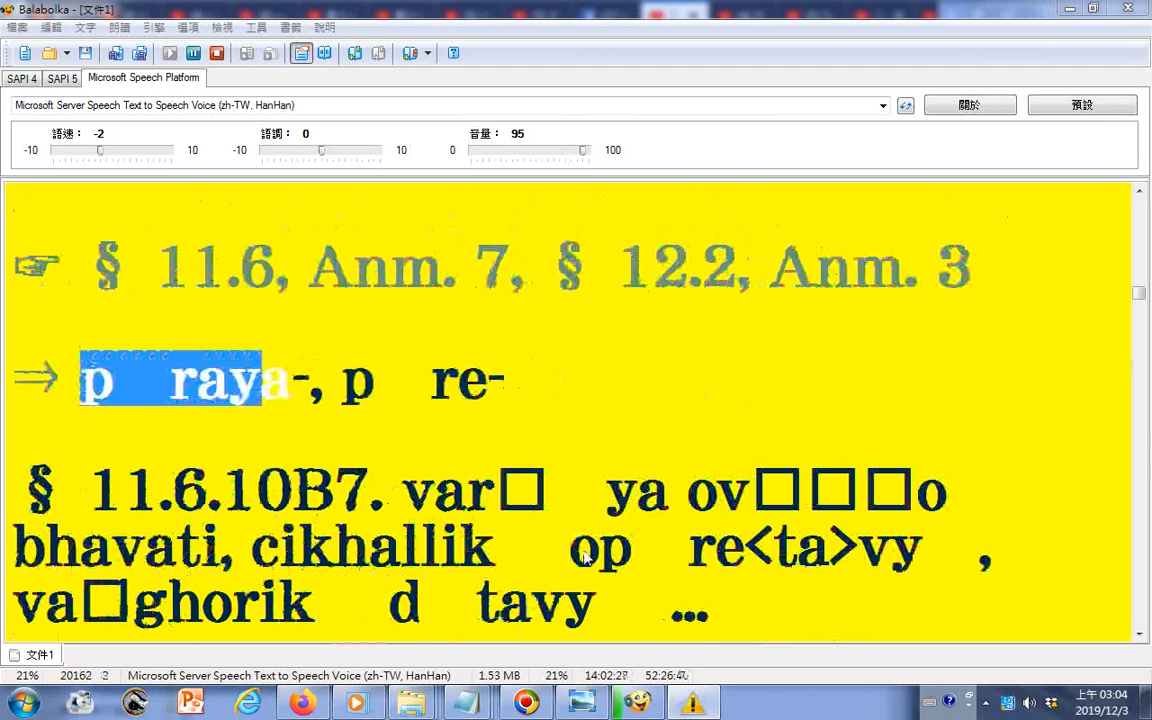 Balabolka - [文件1]
檔案 編輯 文字 朗讀 引擎 選項 檢視 工具 書籤 說明
SAPI 4 SAPI 5 Microsoft Speech Platform
Microsoft Server Speech Text to Speech Voice (zh-TW, HanHan) 關於 預設
語速： -2 語調： 0 音量： 95
-10 10 -10 10 0 100
☞ § 11.6, Anm. 7, § 12.2, Anm. 3
⇒ p raya-, p re-
§ 11.6.10B7. var□ ya ov□□□o
bhavati, cikhallik op re<ta>vy ,
va□ghorik d tavy ...
文件1
21% 20162 Microsoft Server Speech Text to Speech Voice (zh-TW, HanHan) 1.53 MB 21% 14:02:27
上午 03:04
2019/12/3